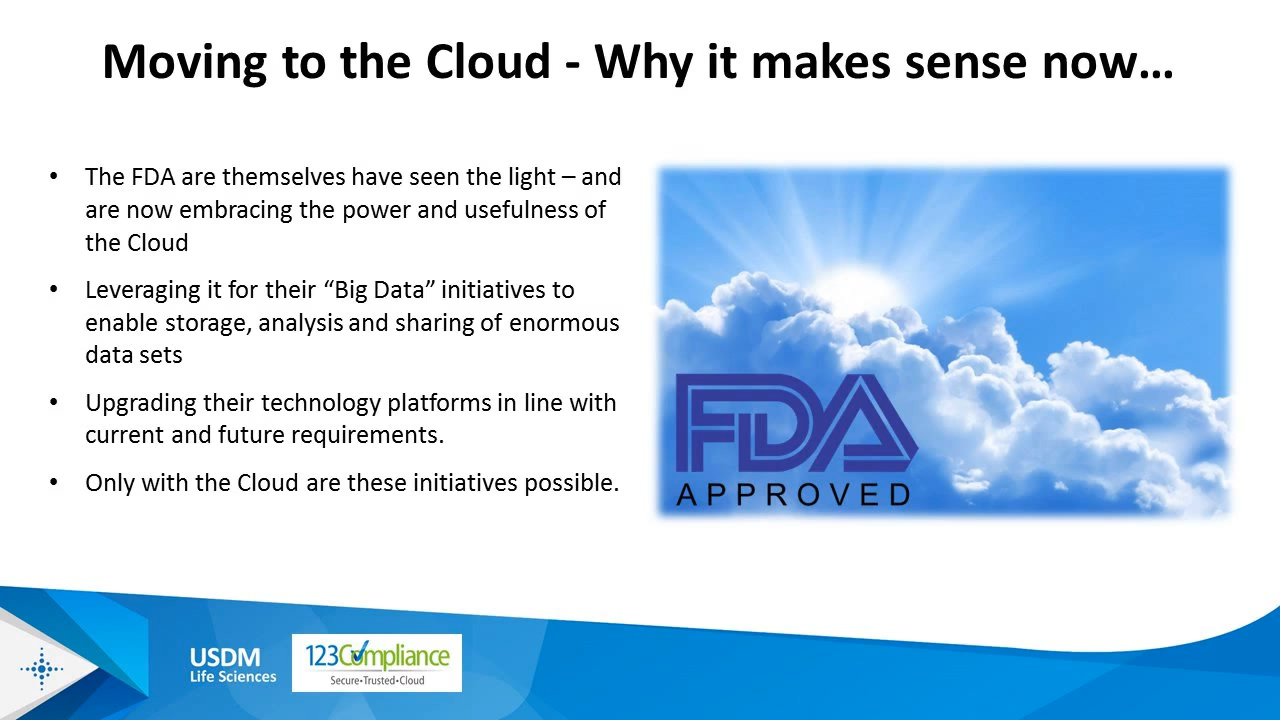 Moving to the Cloud - Why it makes sense now…
• The FDA are themselves have seen the light – and
are now embracing the power and usefulness of
the Cloud
• Leveraging it for their “Big Data” initiatives to
enable storage, analysis and sharing of enormous
data sets
• Upgrading their technology platforms in line with
current and future requirements.
• Only with the Cloud are these initiatives possible.
FDA
APPROVED
USDM
Life Sciences
123Compliance
Secure•Trusted•Cloud